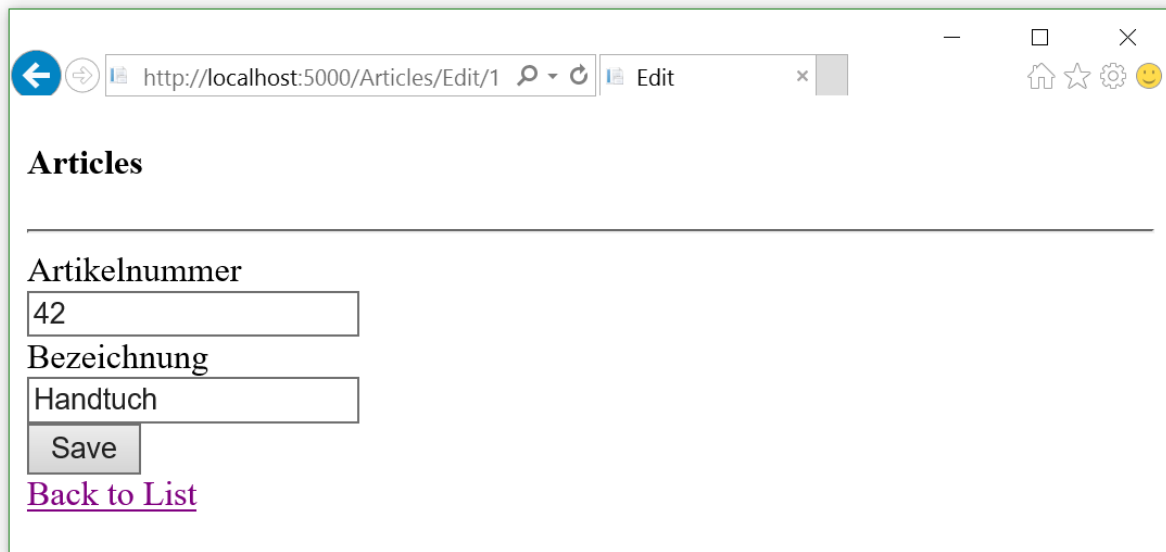 http://localhost:5000/Articles/Edit/1 Edit
Articles
Artikelnummer
42
Bezeichnung
Handtuch
Save
Back to List